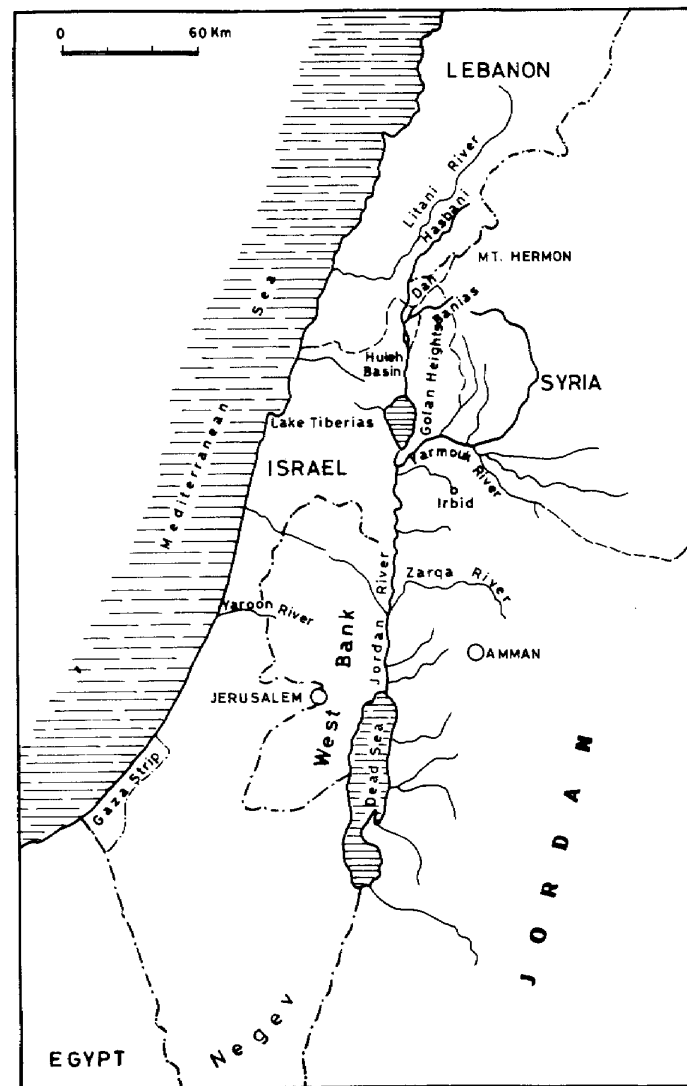 0 60 Km
LEBANON
Litani River
Hasbani
MT. HERMON
Dan
Banias
Mediterranean Sea
Huleh
Basin
Golan Heights
SYRIA
Lake Tiberias
Yarmouk River
ISRAEL
Irbid
Jordan River
Zarqa River
Yarqon River
West Bank
AMMAN
JERUSALEM
Dead Sea
Gaza Strip
JORDAN
Negev
EGYPT